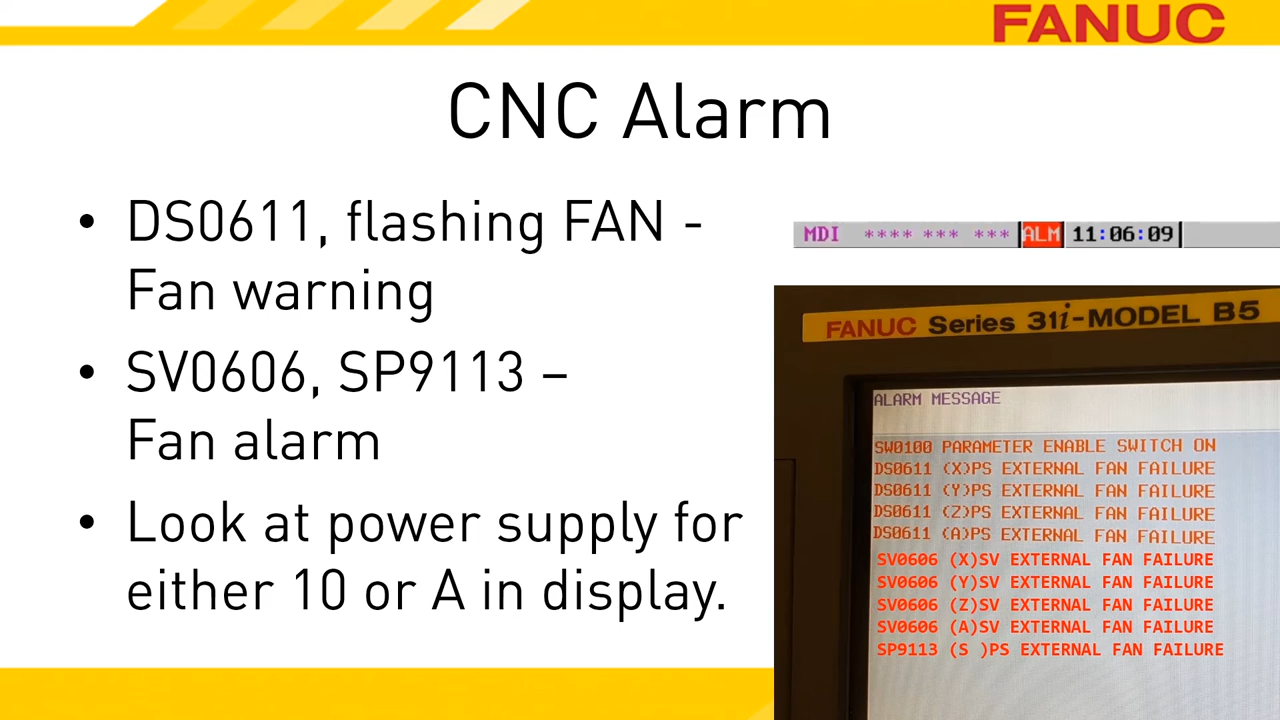 FANUC
CNC Alarm
• DS0611, flashing FAN -
Fan warning
• SV0606, SP9113 –
Fan alarm
• Look at power supply for
either 10 or A in display.
MDI **** *** *** ALM 11:06:09
FANUC Series 31i-MODEL B5
ALARM MESSAGE
SW0100 PARAMETER ENABLE SWITCH ON
DS0611 (X)PS EXTERNAL FAN FAILURE
DS0611 (Y)PS EXTERNAL FAN FAILURE
DS0611 (Z)PS EXTERNAL FAN FAILURE
DS0611 (A)PS EXTERNAL FAN FAILURE
SV0606 (X)SV EXTERNAL FAN FAILURE
SV0606 (Y)SV EXTERNAL FAN FAILURE
SV0606 (Z)SV EXTERNAL FAN FAILURE
SV0606 (A)SV EXTERNAL FAN FAILURE
SP9113 (S )PS EXTERNAL FAN FAILURE